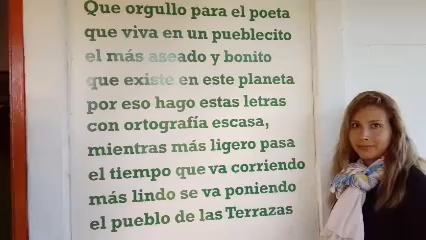 Que orgullo para el poeta
que viva en un pueblecito
el más aseado y bonito
que existe en este planeta
por eso hago estas letras
con ortografía escasa,
mientras más ligero pasa
el tiempo que va corriendo
más lindo se va poniendo
el pueblo de las Terrazas